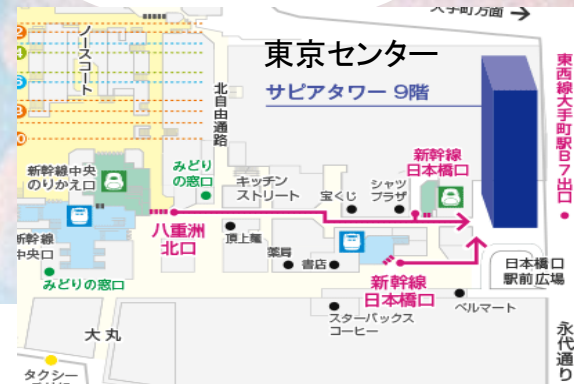 大手町方面
東京センター
サピアタワー 9階
ノースコート
北自由通路
東西線大手町駅B7出口
新幹線中央
のりかえ口
みどり
の窓口
キッチン
ストリート
宝くじ
シャツ
プラザ
新幹線
日本橋口
八重洲
北口
頂上麺
薬局
書店
新幹線
中央口
みどりの窓口
新幹線
日本橋口
日本橋口
駅前広場
スターバックス
コーヒー
ベルマート
大丸
永代通り
タクシー